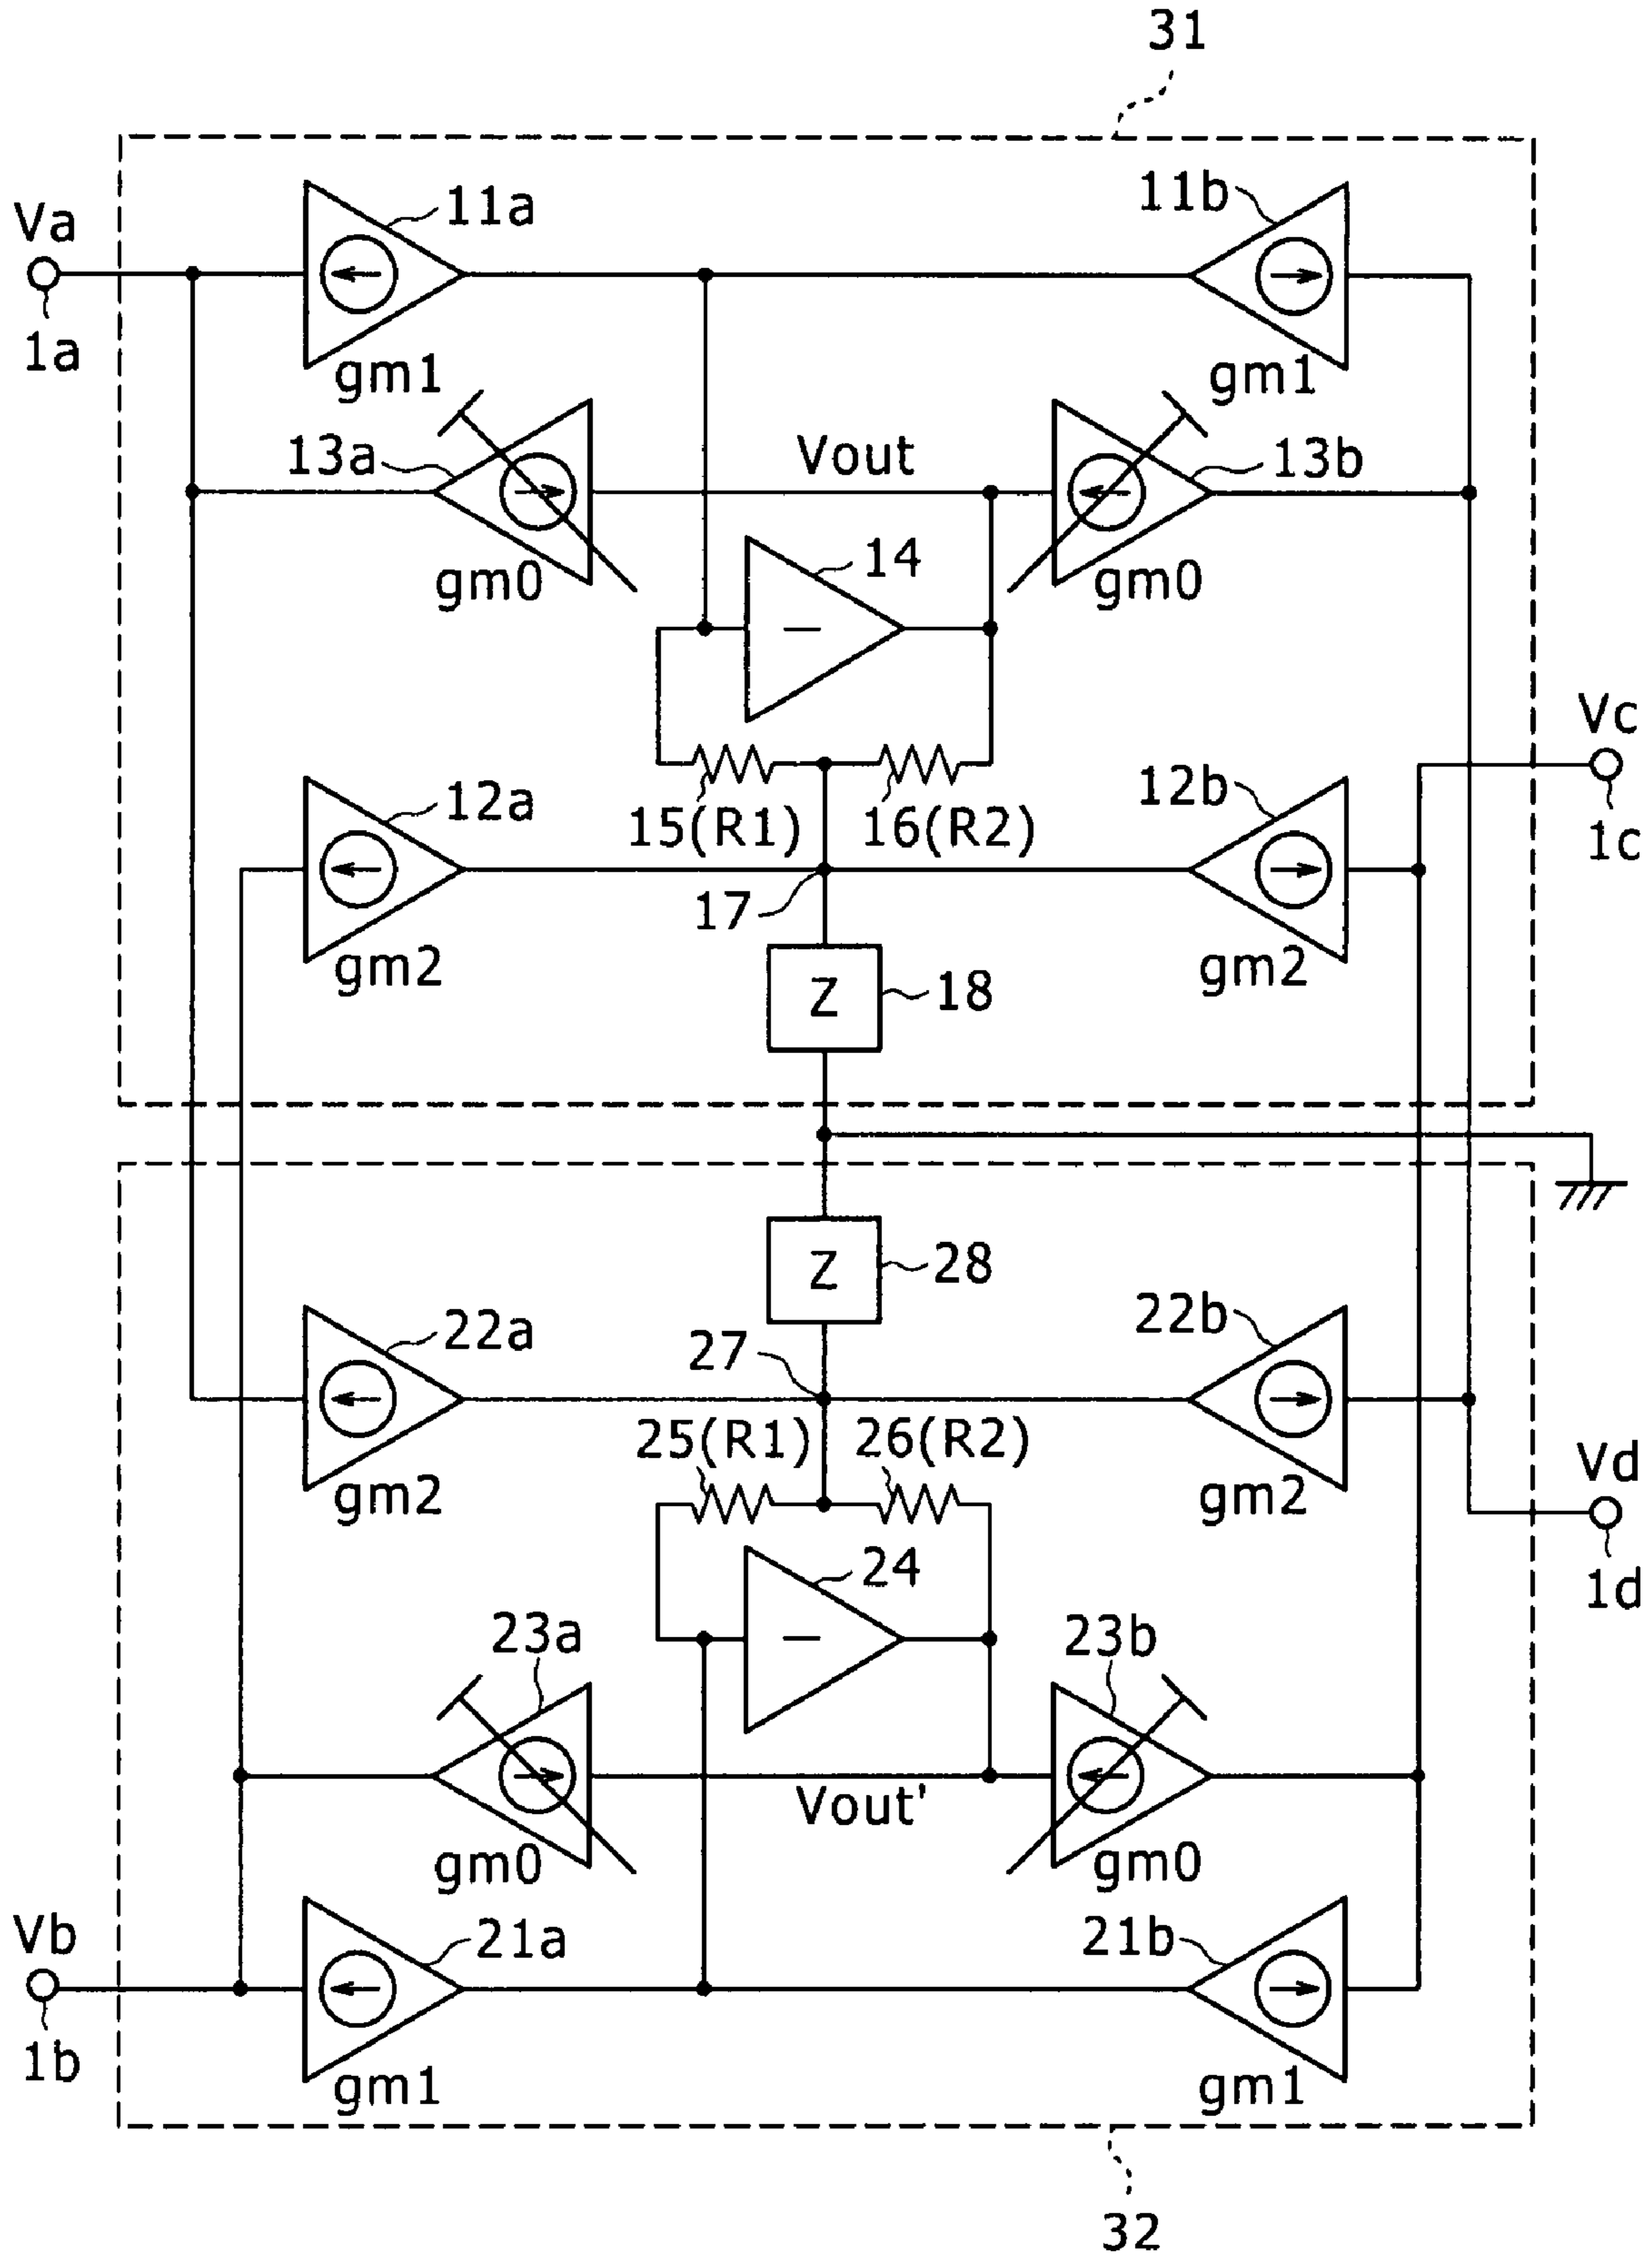 31
Va
11a
11b
1a
gm1
gm1
13a
Vout
13b
gm0
14
gm0
Vc
12a
15(R1)
16(R2)
12b
1c
17
gm2
gm2
Z
18
Z
28
22a
27
22b
25(R1)
26(R2)
Vd
gm2
gm2
24
1d
23a
23b
Vout'
gm0
gm0
Vb
21a
21b
1b
gm1
gm1
32